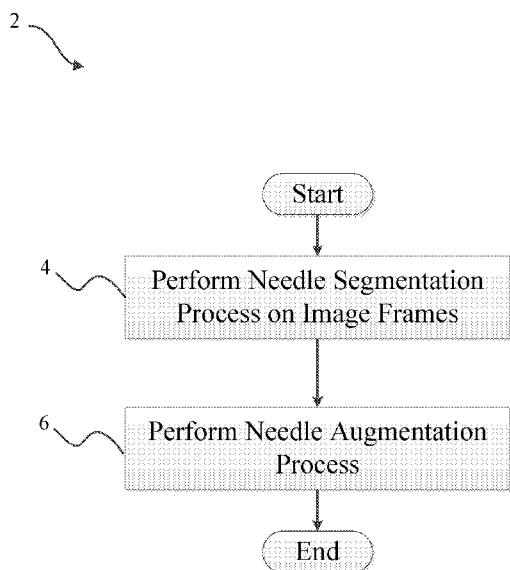 2
Start
4
Perform Needle Segmentation
Process on Image Frames
6
Perform Needle Augmentation
Process
End